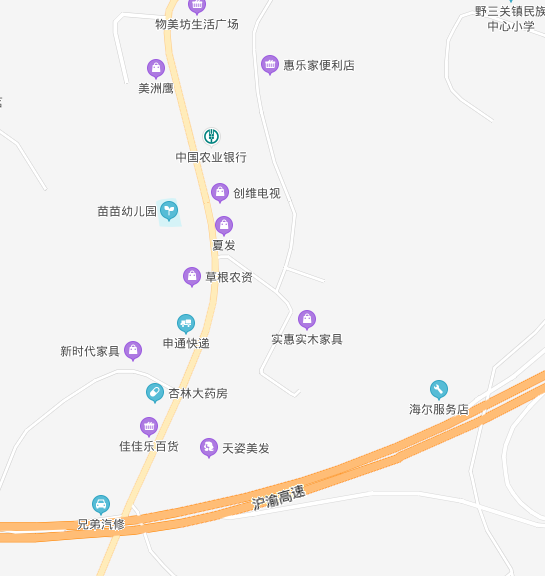 野三关镇民族
中心小学
物美坊生活广场
惠乐家便利店
美洲鹰
中国农业银行
创维电视
苗苗幼儿园
夏发
草根农资
申通快递
实惠实木家具
新时代家具
杏林大药房
海尔服务店
佳佳乐百货
天姿美发
沪渝高速
兄弟汽修